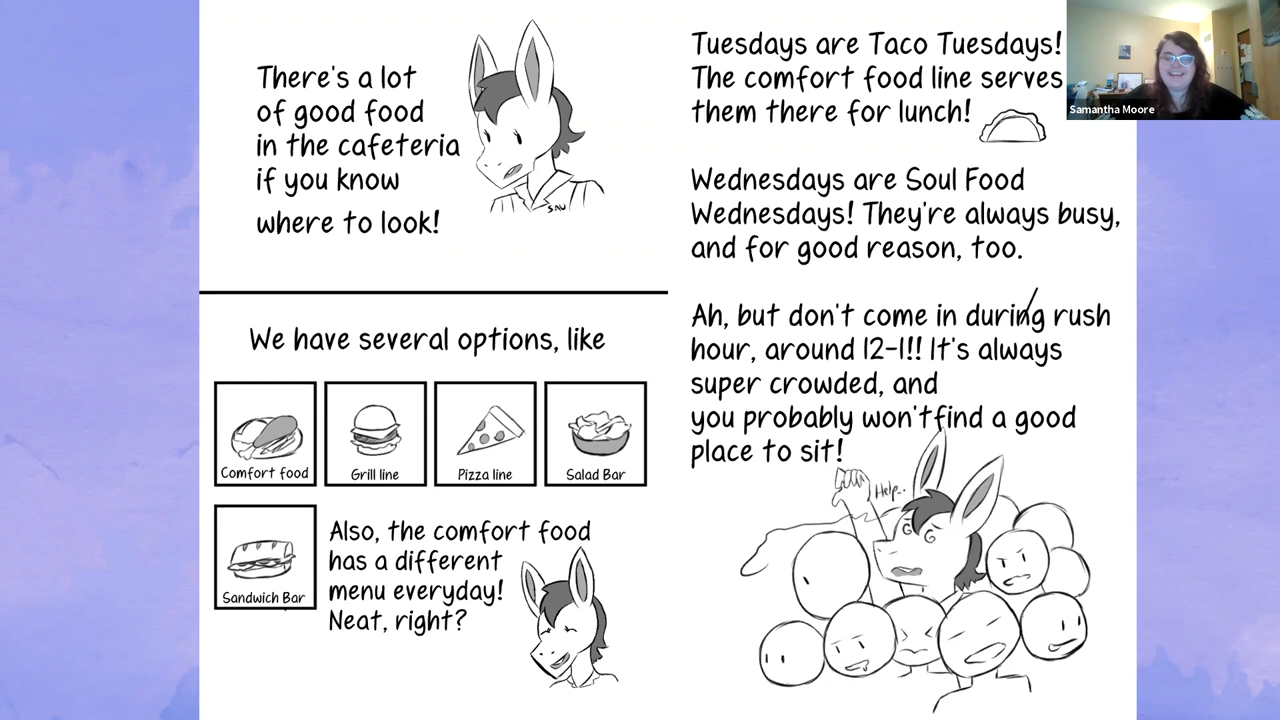 There's a lot
of good food
in the cafeteria
if you know
where to look!
SAU
We have several options, like
Comfort food
Grill line
Pizza line
Salad Bar
Sandwich Bar
Also, the comfort food
has a different
menu everyday!
Neat, right?
Tuesdays are Taco Tuesdays!
The comfort food line serves
them there for lunch!
Wednesdays are Soul Food
Wednesdays! They're always busy,
and for good reason, too.
Ah, but don't come in during rush
hour, around 12-1!! It's always
super crowded, and
you probably won't find a good
place to sit!
Help..
Samantha Moore